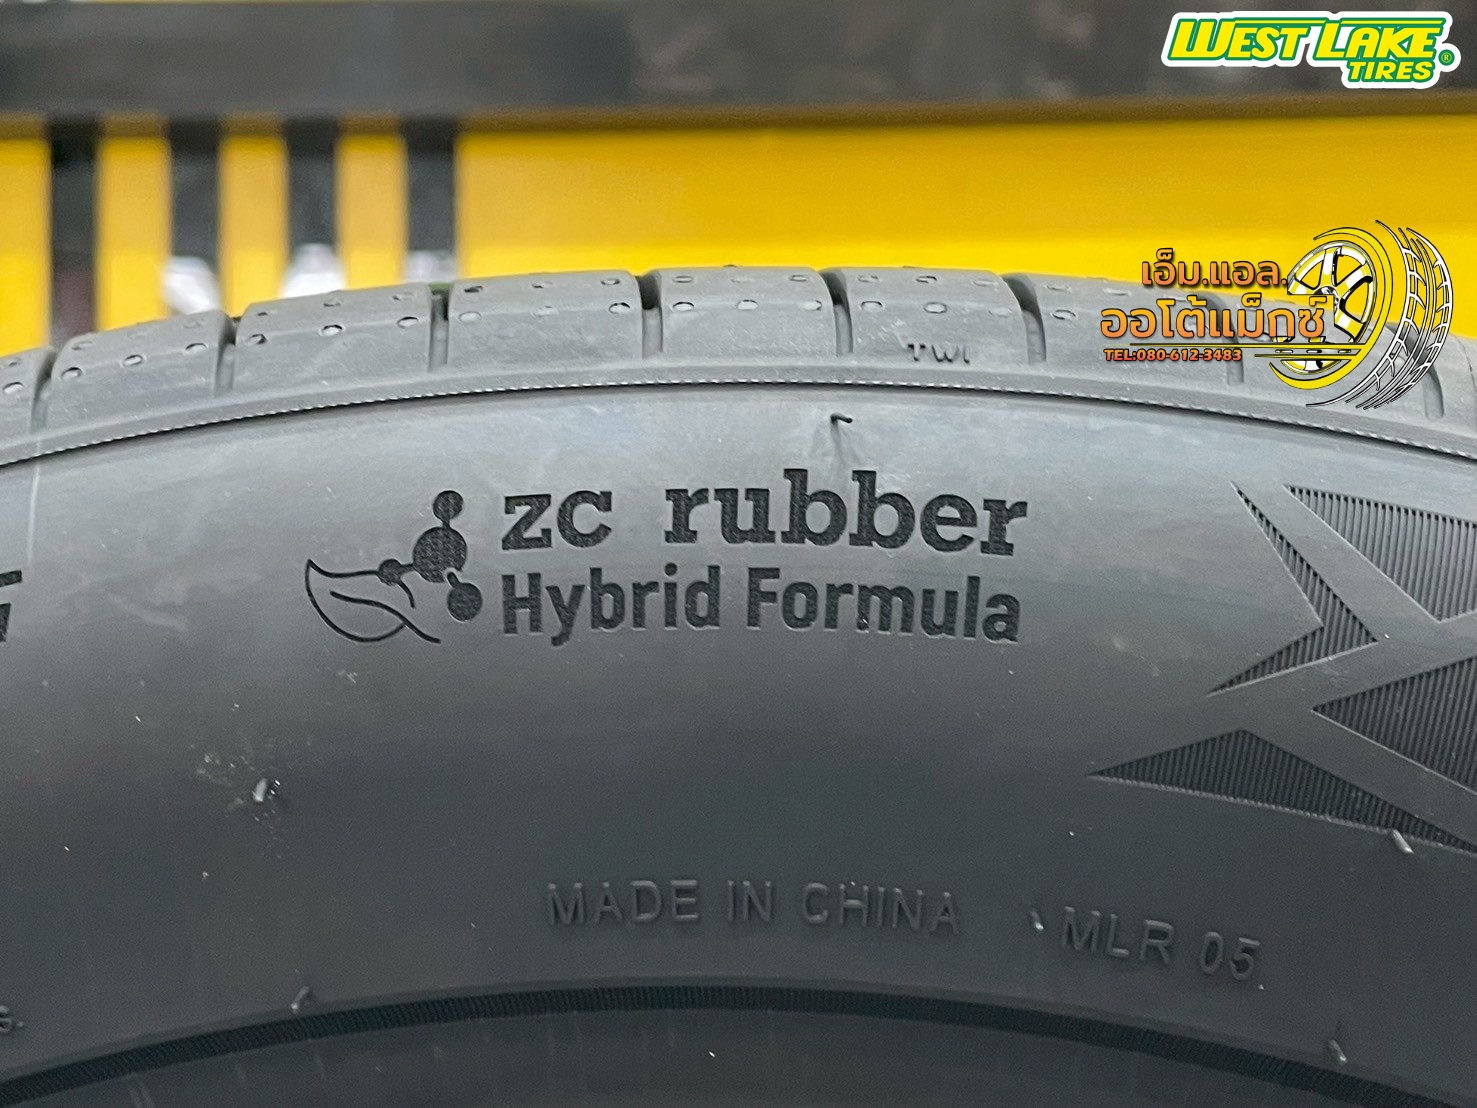 WEST LAKE
TIRES
เอ็ม.แอล.
ออโต้แม็กซ์
TEL:080-612-3483
TWI
zc rubber
Hybrid Formula
MADE IN CHINA
MLR 05